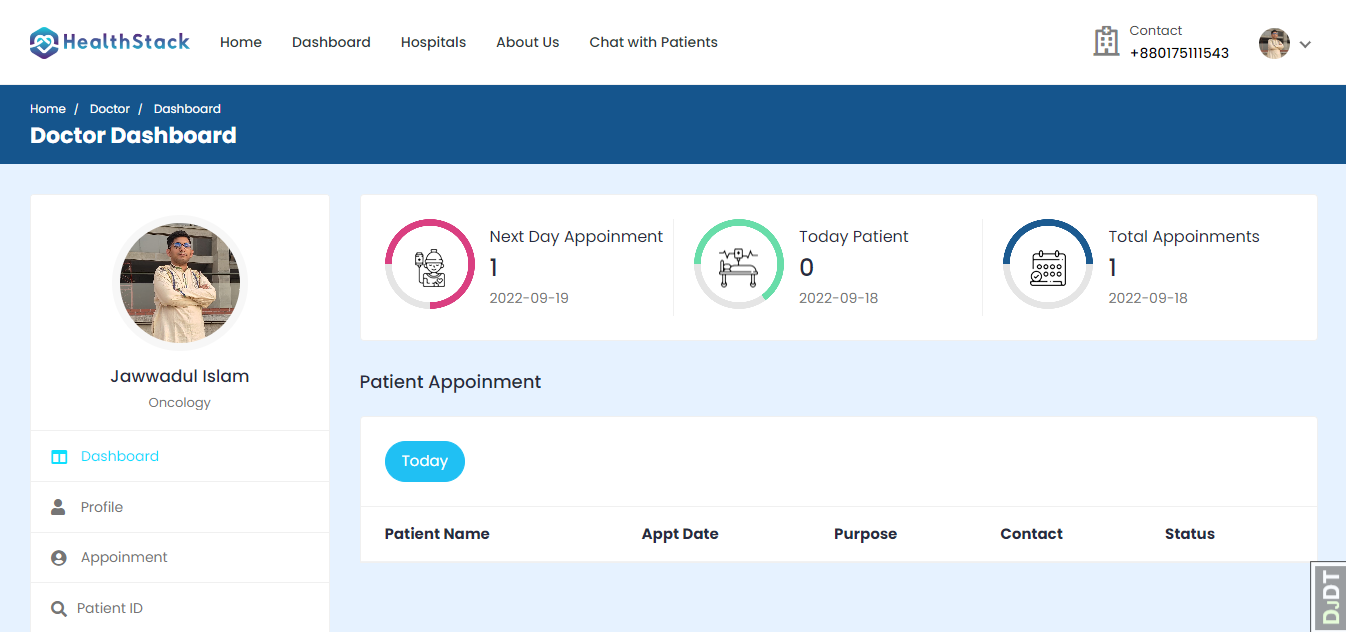 HealthStack
Home Dashboard Hospitals About Us Chat with Patients
Contact
+880175111543
Home / Doctor / Dashboard
Doctor Dashboard
Jawwadul Islam
Oncology
Dashboard
Profile
Appoinment
Patient ID
Next Day Appoinment
1
2022-09-19
Today Patient
0
2022-09-18
Total Appointments
1
2022-09-18
Patient Appoinment
Today
Patient Name Appt Date Purpose Contact Status
DJDT